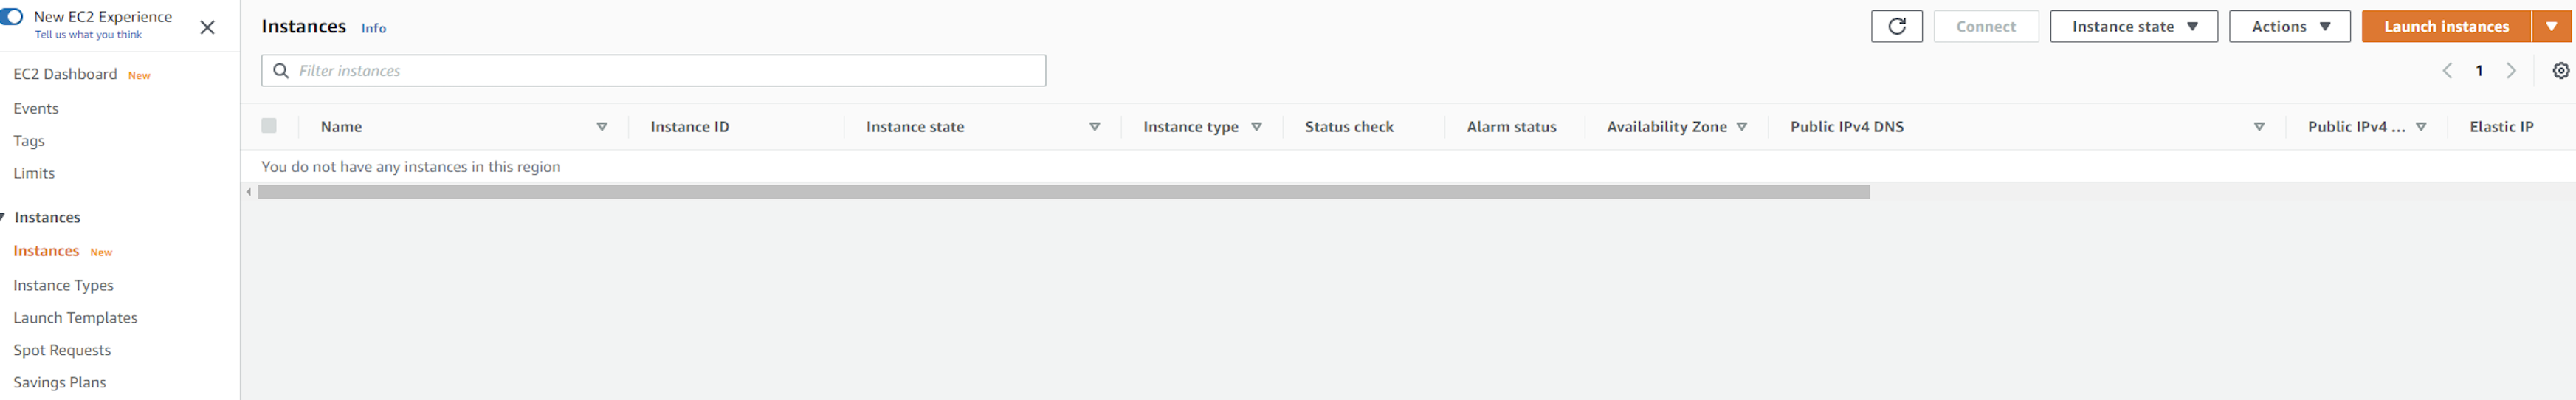 New EC2 Experience
Tell us what you think
EC2 Dashboard New
Events
Tags
Limits
Instances
Instances New
Instance Types
Launch Templates
Spot Requests
Savings Plans
Instances Info
Connect
Instance state
Actions
Launch instances
Filter instances
1
Name Instance ID Instance state Instance type Status check Alarm status Availability Zone Public IPv4 DNS Public IPv4 ... Elastic IP
You do not have any instances in this region